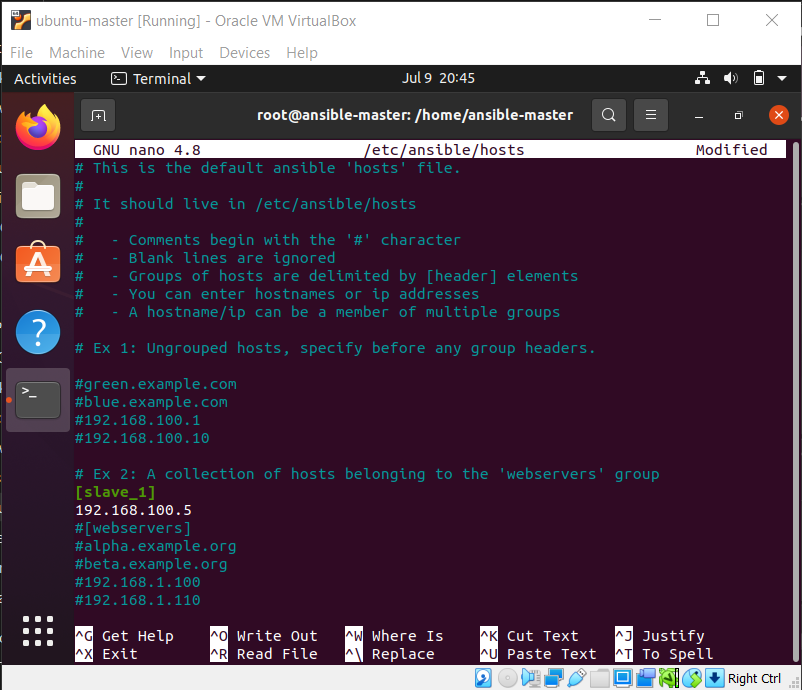 ubuntu-master [Running] - Oracle VM VirtualBox
File Machine View Input Devices Help
Activities Terminal Jul 9 20:45
root@ansible-master: /home/ansible-master
GNU nano 4.8 /etc/ansible/hosts Modified
# This is the default ansible 'hosts' file.
#
# It should live in /etc/ansible/hosts
#
#   - Comments begin with the '#' character
#   - Blank lines are ignored
#   - Groups of hosts are delimited by [header] elements
#   - You can enter hostnames or ip addresses
#   - A hostname/ip can be a member of multiple groups
# Ex 1: Ungrouped hosts, specify before any group headers.
#green.example.com
#blue.example.com
#192.168.100.1
#192.168.100.10
# Ex 2: A collection of hosts belonging to the 'webservers' group
[slave_1]
192.168.100.5
#[webservers]
#alpha.example.org
#beta.example.org
#192.168.1.100
#192.168.1.110
^G Get Help ^O Write Out ^W Where Is ^K Cut Text ^J Justify
^X Exit ^R Read File ^\ Replace ^U Paste Text ^T To Spell
Right Ctrl